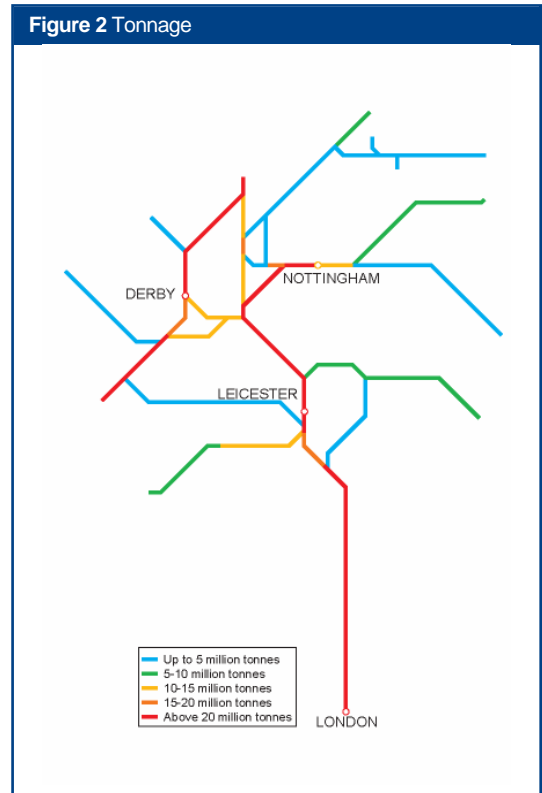 Figure 2 Tonnage
NOTTINGHAM
DERBY
LEICESTER
Up to 5 million tonnes
5-10 million tonnes
10-15 million tonnes
15-20 million tonnes
Above 20 million tonnes
LONDON